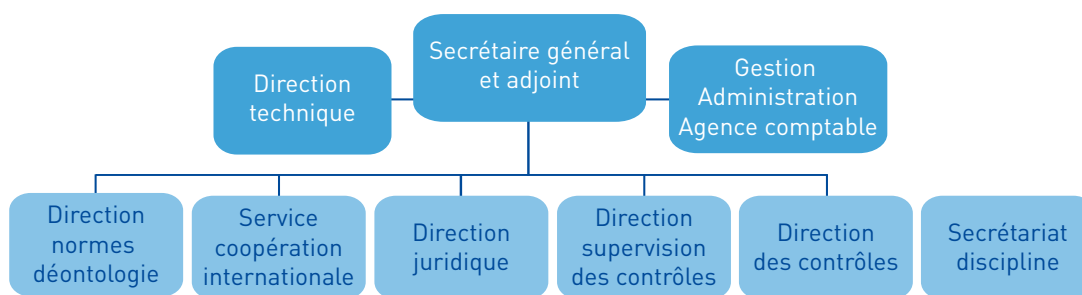 Secrétaire général
et adjoint
Direction
technique
Gestion
Administration
Agence comptable
Direction
normes
déontologie
Service
coopération
internationale
Direction
juridique
Direction
supervision
des contrôles
Direction
des contrôles
Secrétariat
discipline